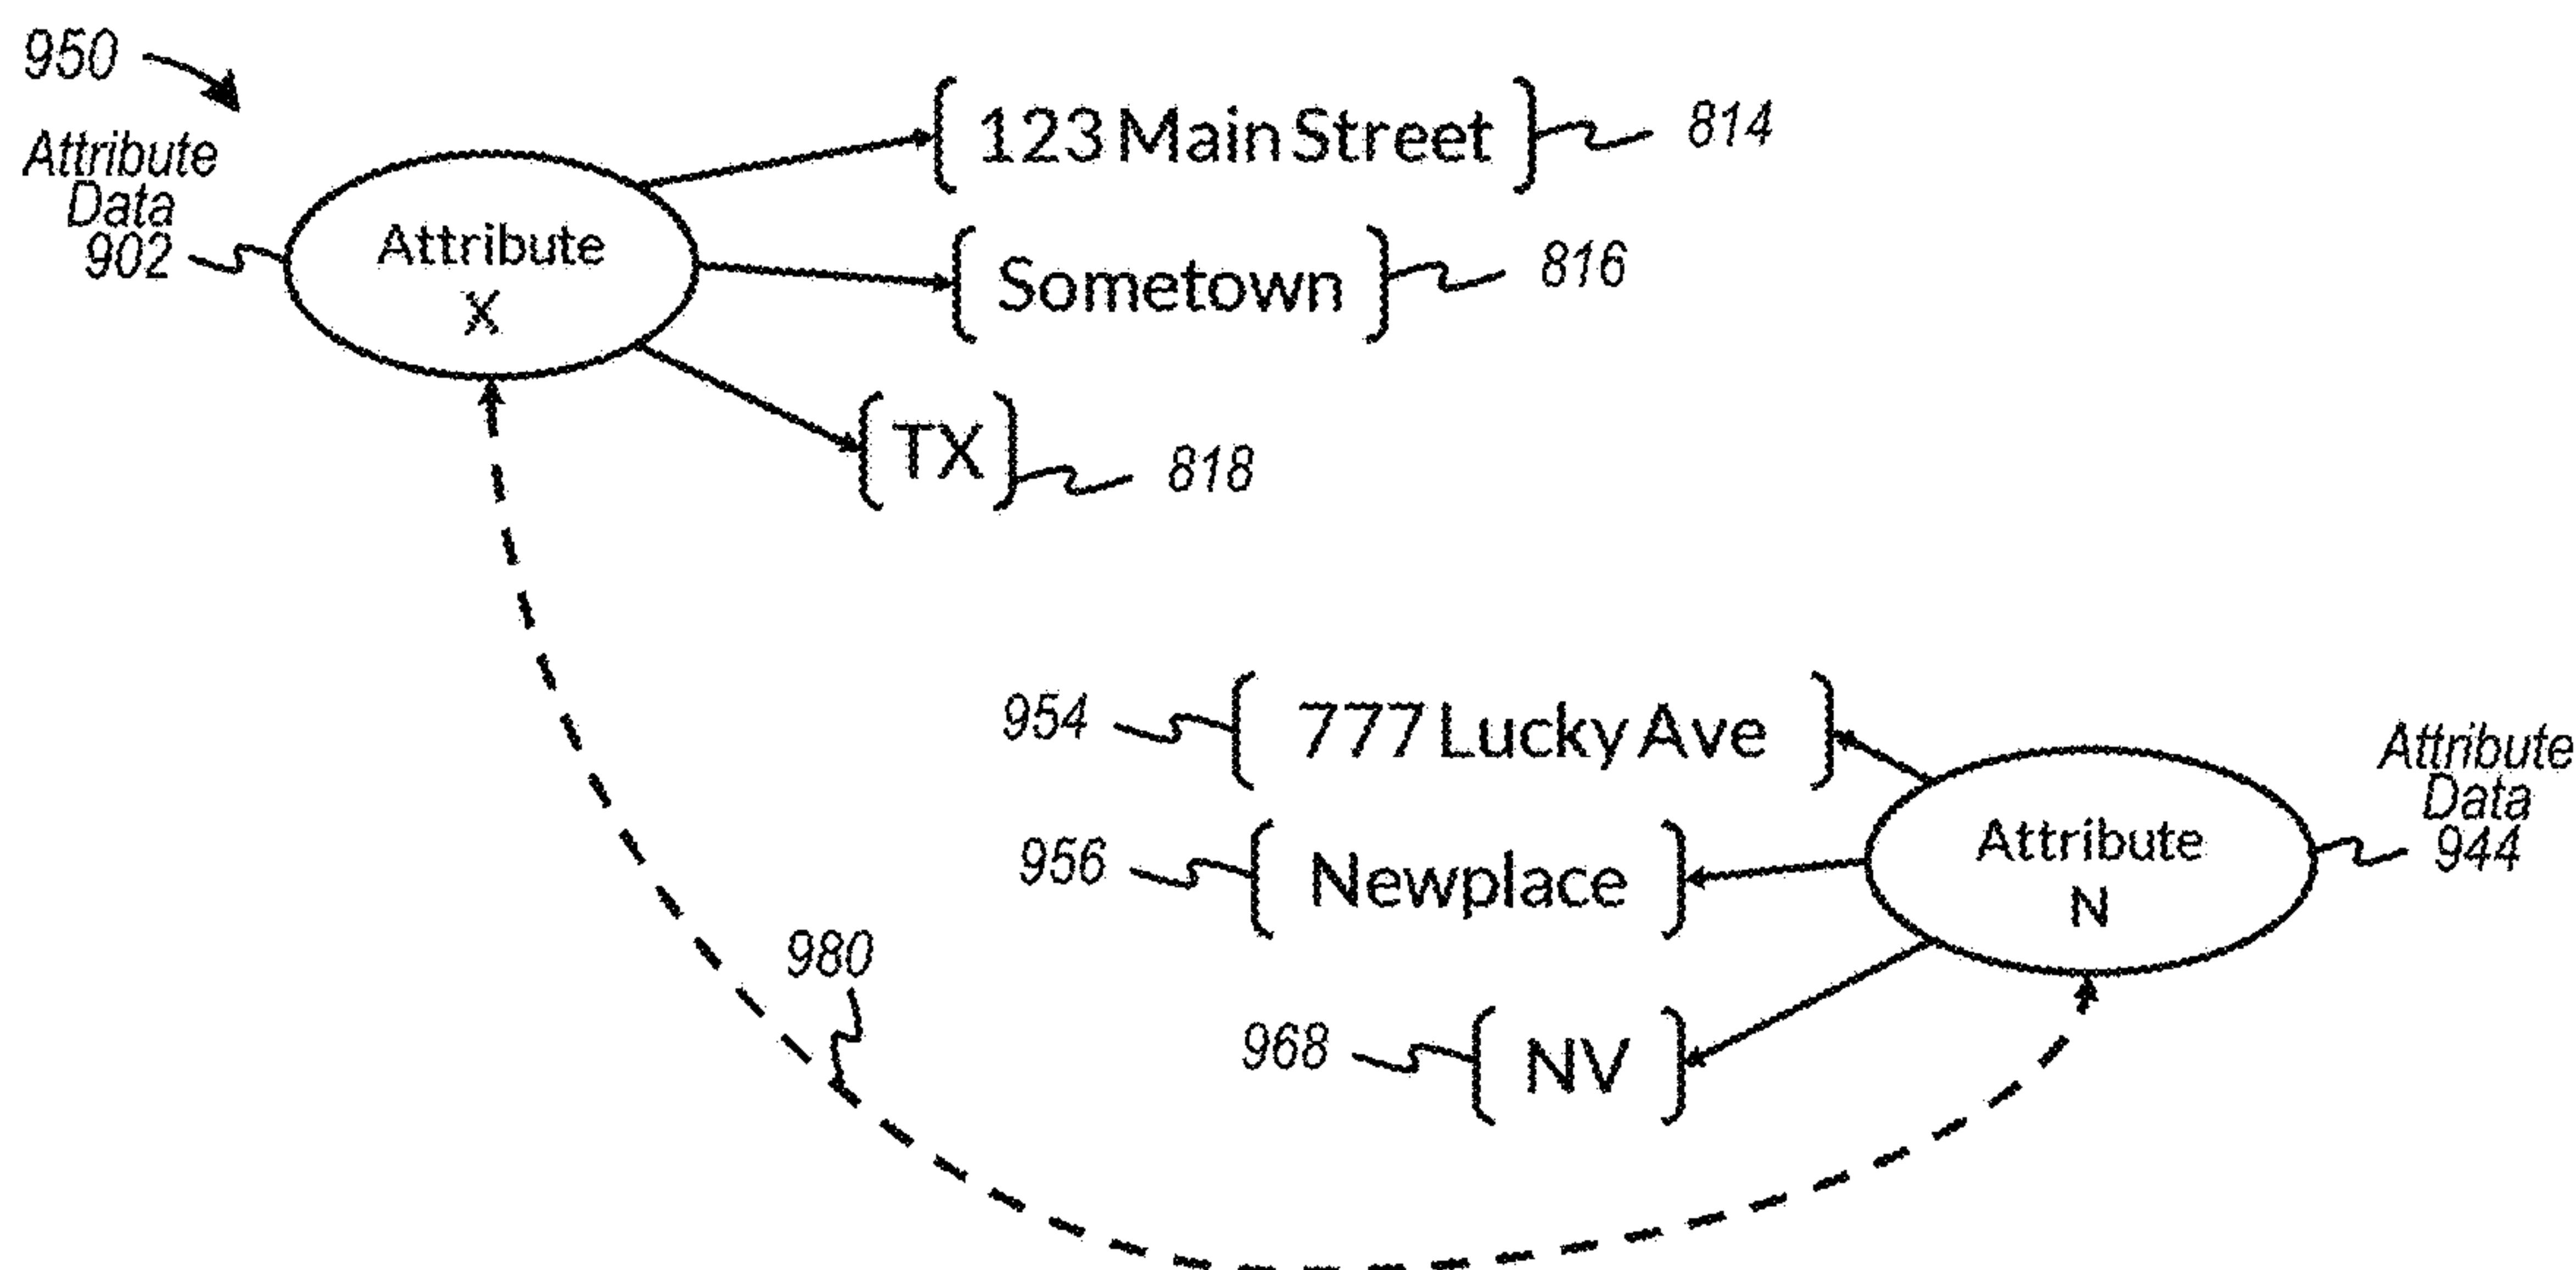 950
Attribute
Data
902
Attribute
X
123 Main Street
814
Sometown
816
TX
818
954
777 Lucky Ave
956
Newplace
968
NV
Attribute
N
Attribute
Data
944
980